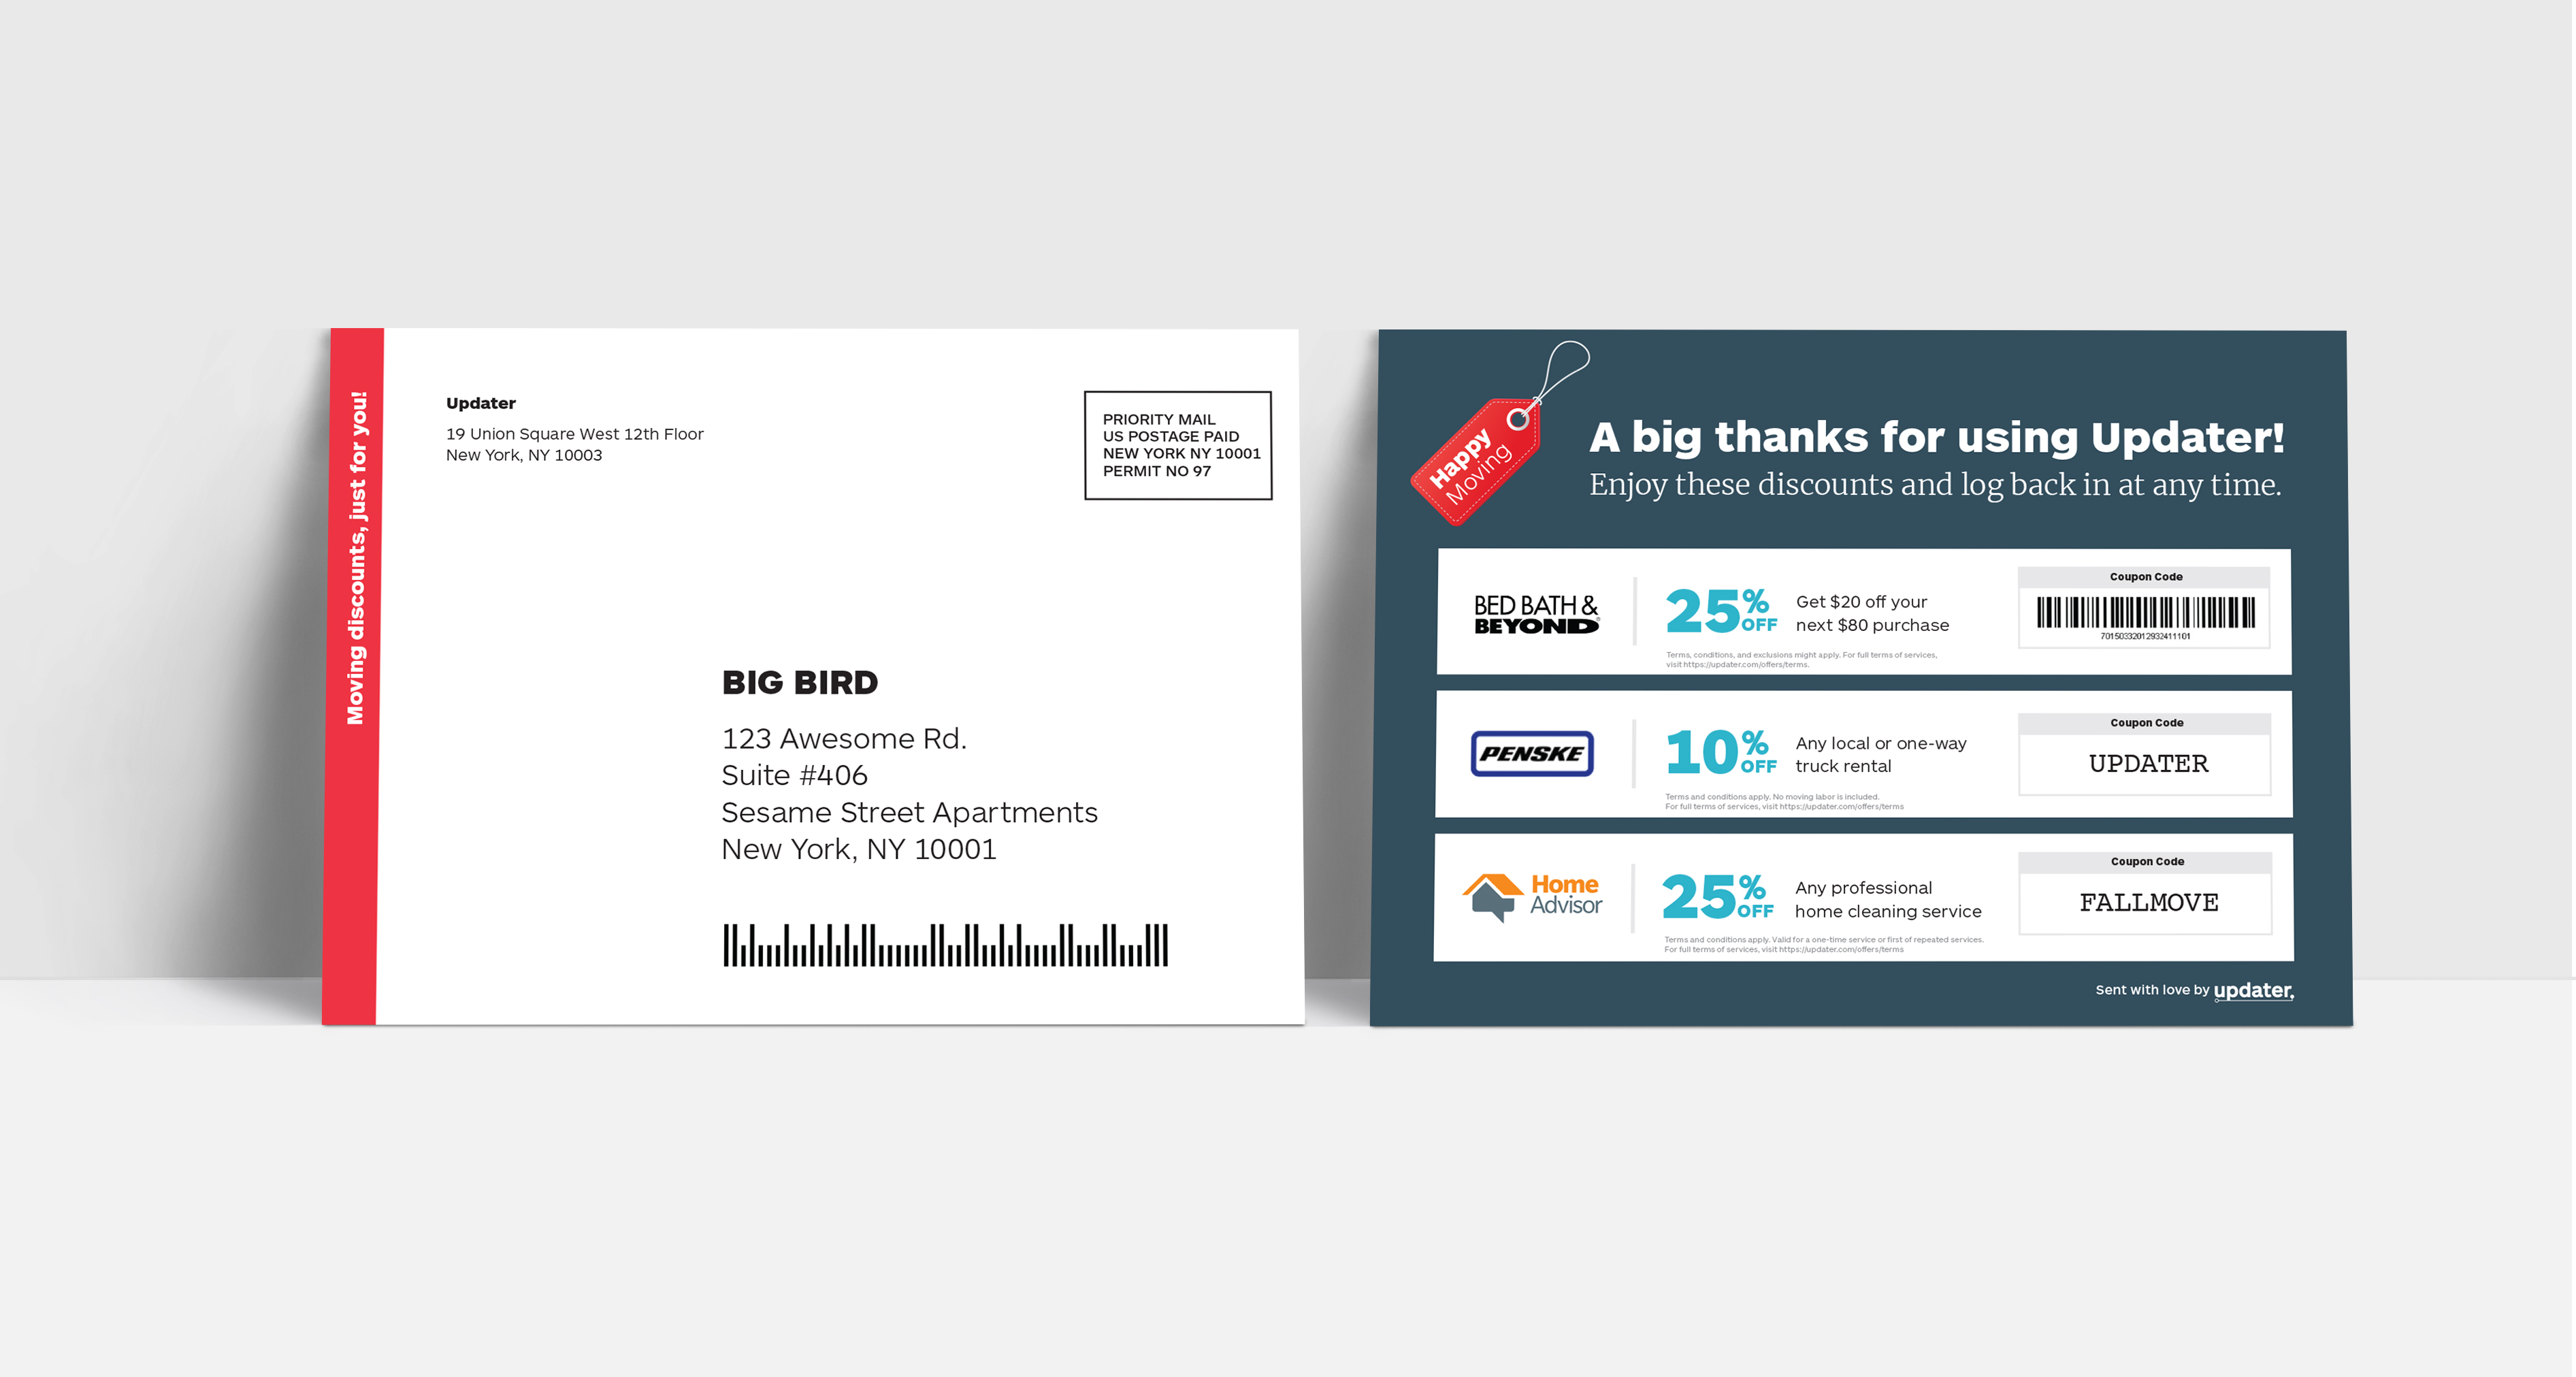 Moving discounts, just for you!
Updater
19 Union Square West 12th Floor
New York, NY 10003
PRIORITY MAIL
US POSTAGE PAID
NEW YORK NY 10001
PERMIT NO 97
BIG BIRD
123 Awesome Rd.
Suite #406
Sesame Street Apartments
New York, NY 10001
Happy
Moving
A big thanks for using Updater!
Enjoy these discounts and log back in at any time.
BED BATH &
BEYOND
25% OFF
Get $20 off your
next $80 purchase
Terms, conditions, and exclusions might apply. For full terms of services,
visit https://updater.com/offers/terms.
Coupon Code
70150332012932411101
PENSKE
10% OFF
Any local or one-way
truck rental
Terms and conditions apply. No moving labor is included.
For full terms of services, visit https://updater.com/offers/terms
Coupon Code
UPDATER
Home
Advisor
25% OFF
Any professional
home cleaning service
Terms and conditions apply. Valid for a one-time service or first of repeated services.
For full terms of services, visit https://updater.com/offers/terms
Coupon Code
FALLMOVE
Sent with love by updater.